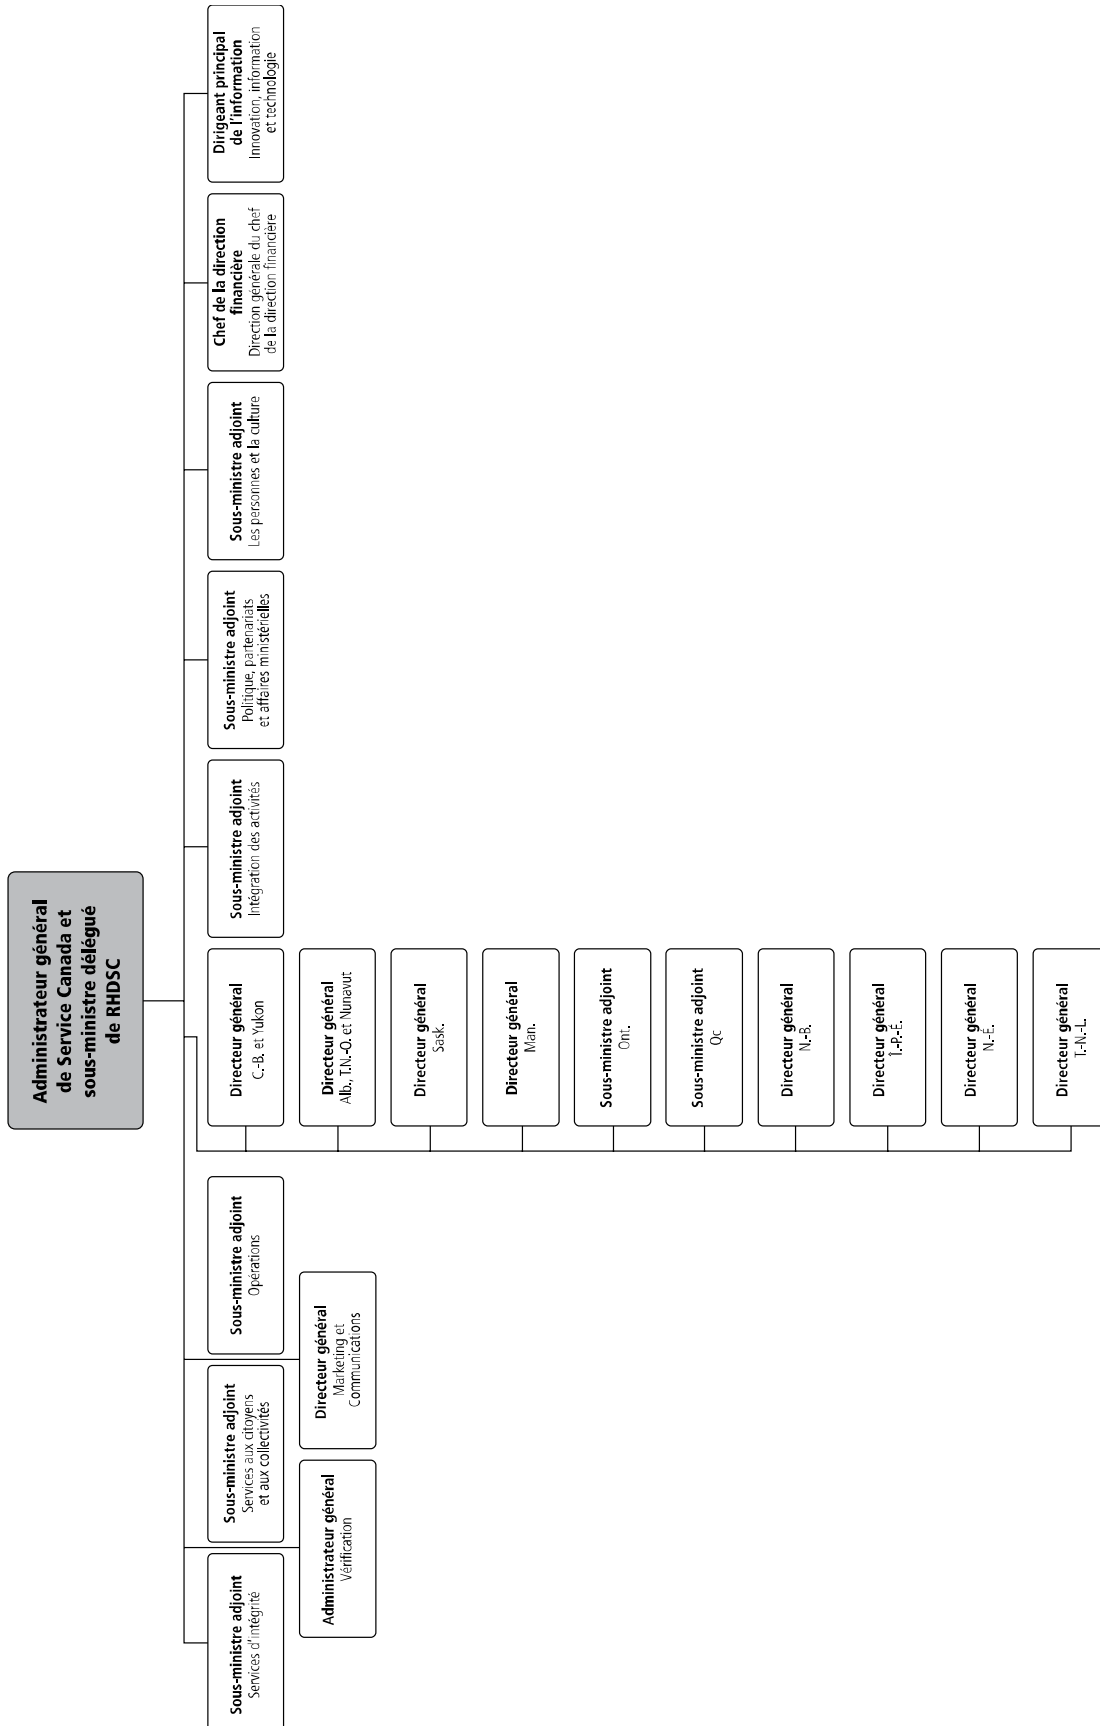 Administrateur général
de Service Canada et
sous-ministre délégué
de RHDSC
Sous-ministre adjoint
Services d'intégrité
Sous-ministre adjoint
Services aux citoyens
et aux collectivités
Sous-ministre adjoint
Opérations
Administrateur général
Vérification
Directeur général
Marketing et
Communications
Directeur général
C.-B. et Yukon
Directeur général
Alb., T.N.-O. et Nunavut
Directeur général
Sask.
Directeur général
Man.
Sous-ministre adjoint
Ont.
Sous-ministre adjoint
Qc
Directeur général
N.-B.
Directeur général
Î.-P.-É.
Directeur général
N.-É.
Directeur général
T.-N.-L.
Sous-ministre adjoint
Intégration des activités
Sous-ministre adjoint
Politique, partenariats
et affaires ministérielles
Sous-ministre adjoint
Les personnes et la culture
Chef de la direction
financière
Direction générale du chef
de la direction financière
Dirigeant principal
de l'information
Innovation, information
et technologie